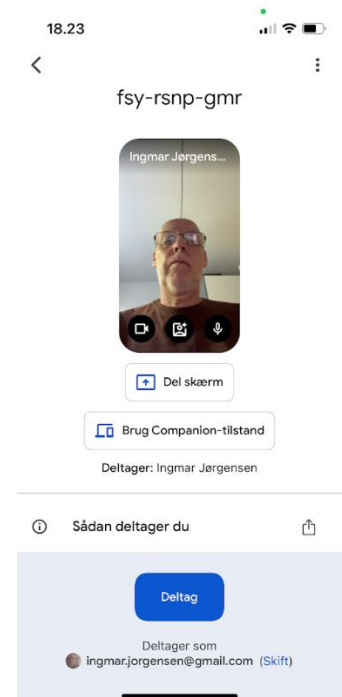 18.23
fsy-rsnp-gmr
Ingmar Jørgens...
Del skærm
Brug Companion-tilstand
Deltager: Ingmar Jørgensen
Sådan deltager du
Deltag
Deltager som
ingmar.jorgensen@gmail.com (Skift)